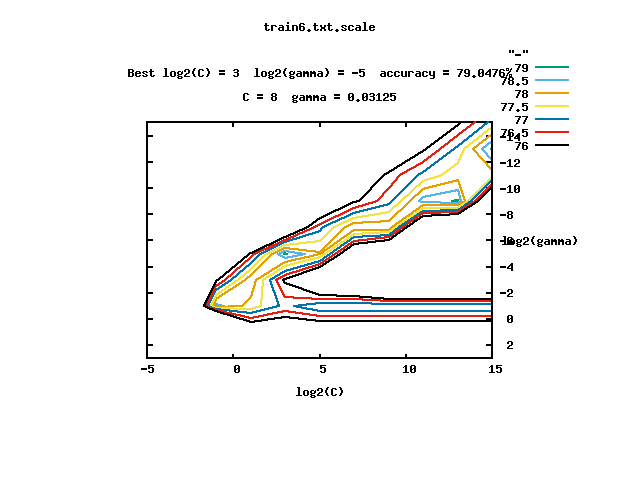 train6.txt.scale
"-"
Best log2(C) = 3  log2(gamma) = -5  accuracy = 79.0476%
79
78.5
C = 8  gamma = 0.03125
78
77.5
77
76.5
76
-14
-12
-10
-8
-6
log2(gamma)
-4
-2
0
2
-5 0 5 10 15
log2(C)